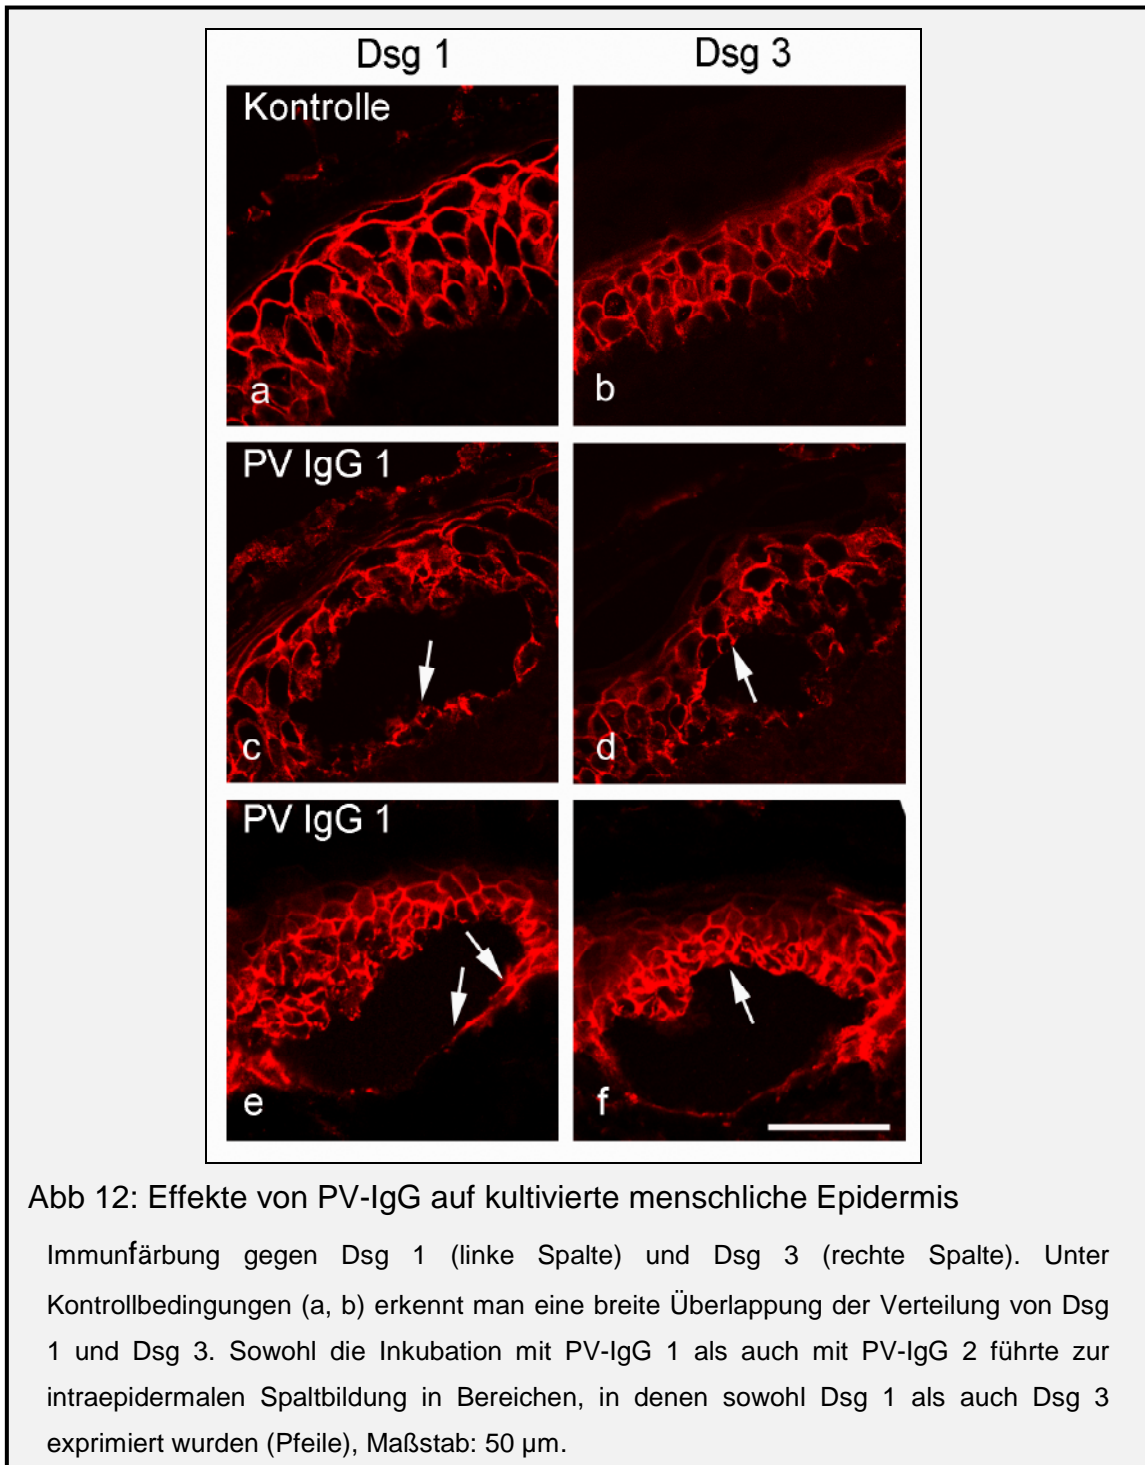 Dsg 1 Dsg 3
Kontrolle
a b
PV IgG 1
c d
PV IgG 1
e f
Abb 12: Effekte von PV-IgG auf kultivierte menschliche Epidermis
Immunfärbung gegen Dsg 1 (linke Spalte) und Dsg 3 (rechte Spalte). Unter
Kontrollbedingungen (a, b) erkennt man eine breite Überlappung der Verteilung von Dsg
1 und Dsg 3. Sowohl die Inkubation mit PV-IgG 1 als auch mit PV-IgG 2 führte zur
intraepidermalen Spaltbildung in Bereichen, in denen sowohl Dsg 1 als auch Dsg 3
exprimiert wurden (Pfeile), Maßstab: 50 µm.